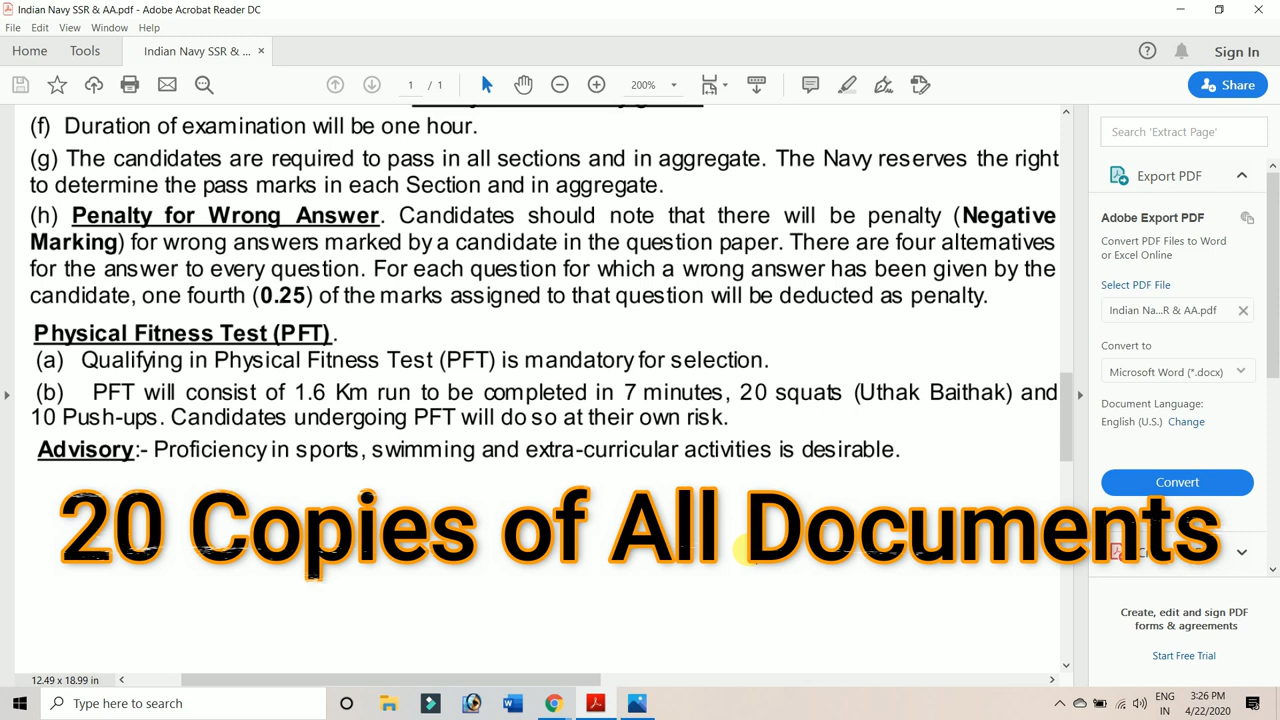 Indian Navy SSR & AA.pdf - Adobe Acrobat Reader DC
File Edit View Window Help
Home Tools Indian Navy SSR & ... × Sign In
1 / 1 200% Share
(f) Duration of examination will be one hour.
(g) The candidates are required to pass in all sections and in aggregate. The Navy reserves the right
to determine the pass marks in each Section and in aggregate.
(h) Penalty for Wrong Answer. Candidates should note that there will be penalty (Negative
Marking) for wrong answers marked by a candidate in the question paper. There are four alternatives
for the answer to every question. For each question for which a wrong answer has been given by the
candidate, one fourth (0.25) of the marks assigned to that question will be deducted as penalty.
Physical Fitness Test (PFT).
(a) Qualifying in Physical Fitness Test (PFT) is mandatory for selection.
(b) PFT will consist of 1.6 Km run to be completed in 7 minutes, 20 squats (Uthak Baithak) and
10 Push-ups. Candidates undergoing PFT will do so at their own risk.
Advisory:- Proficiency in sports, swimming and extra-curricular activities is desirable.
20 Copies of All Documents
12.49 x 18.99 in
Search 'Extract Page'
Export PDF
Adobe Export PDF
Convert PDF Files to Word
or Excel Online
Select PDF File
Indian Na...R & AA.pdf
Convert to
Microsoft Word (*.docx)
Document Language:
English (U.S.) Change
Convert
Create, edit and sign PDF
forms & agreements
Start Free Trial
Type here to search
ENG
IN
3:26 PM
4/22/2020